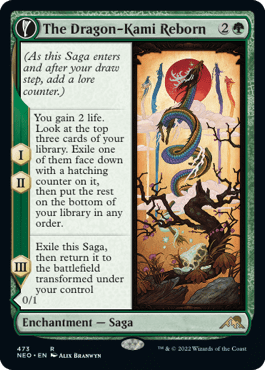 The Dragon-Kami Reborn 2
(As this Saga enters
and after your draw
step, add a lore
counter.)
I
II
You gain 2 life.
Look at the top
three cards of your
library. Exile one
of them face down
with a hatching
counter on it,
then put the rest
on the bottom of
your library in any
order.
III
Exile this Saga,
then return it to
the battlefield
transformed under
your control
0/1
Enchantment — Saga
473 R
NEO • EN ALIX BRANWYN
™ & © 2022 Wizards of the Coast